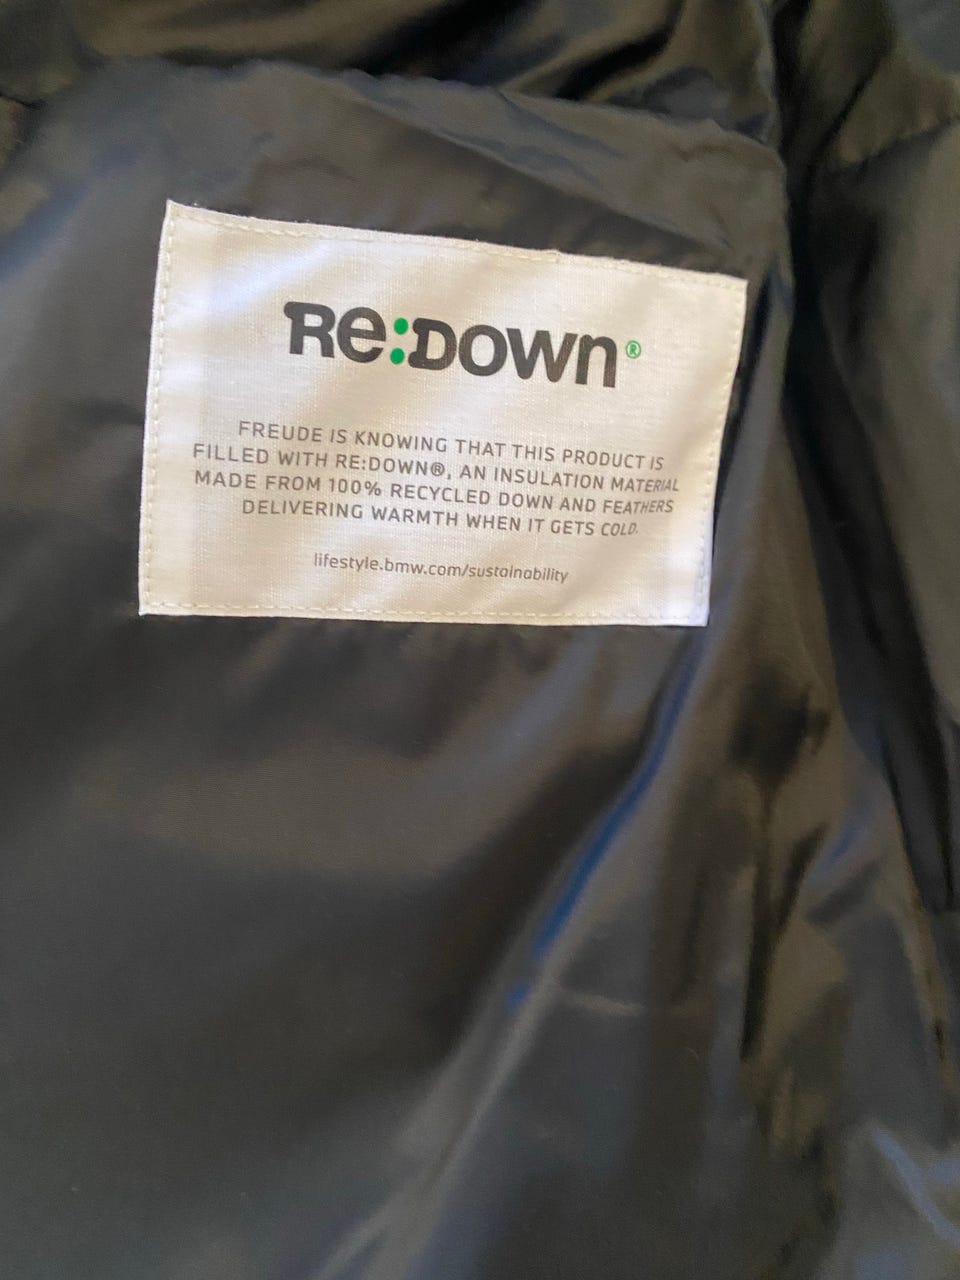 Re:Down®
FREUDE IS KNOWING THAT THIS PRODUCT IS
FILLED WITH RE:DOWN®, AN INSULATION MATERIAL
MADE FROM 100% RECYCLED DOWN AND FEATHERS
DELIVERING WARMTH WHEN IT GETS COLD.
lifestyle.bmw.com/sustainability